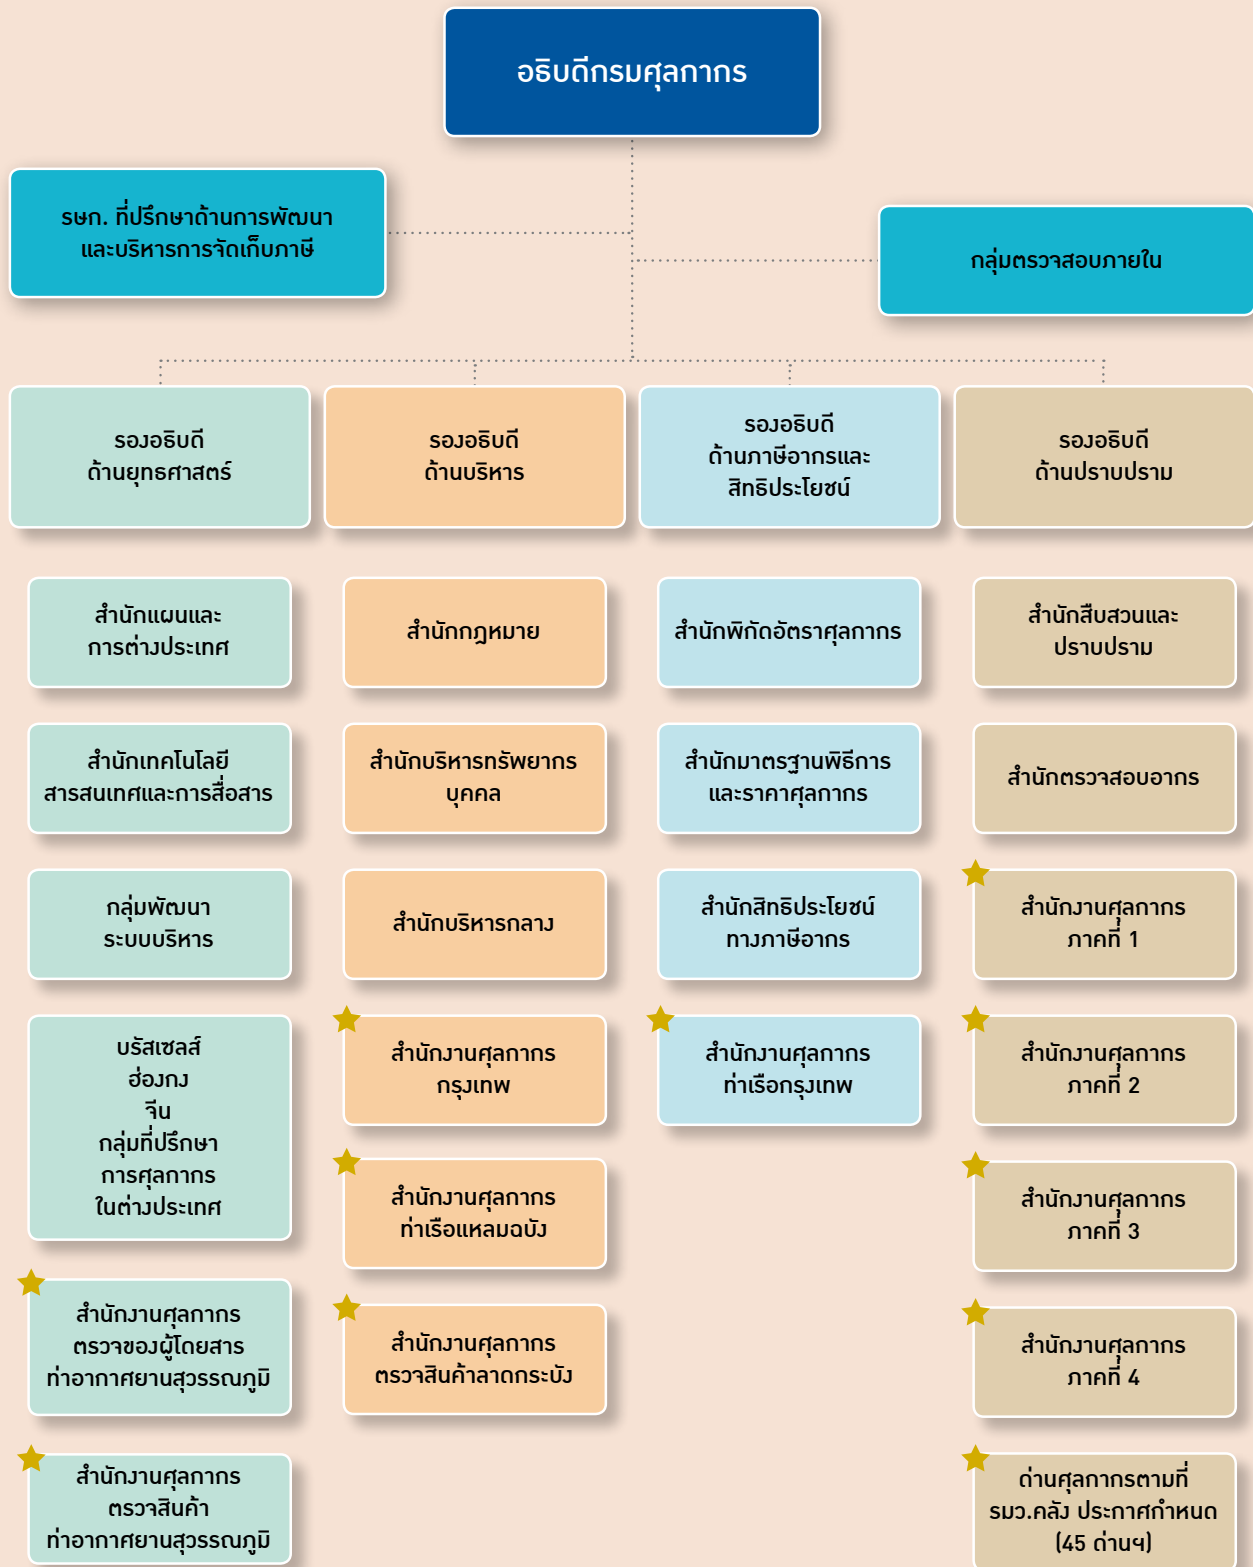 อธิบดีกรมศุลกากร
รษก. ที่ปรึกษาด้านการพัฒนา
และบริหารการจัดเก็บภาษี
กลุ่มตรวจสอบภายใน
รองอธิบดี
ด้านยุทธศาสตร์
รองอธิบดี
ด้านบริหาร
รองอธิบดี
ด้านภาษีอากรและ
สิทธิประโยชน์
รองอธิบดี
ด้านปราบปราม
สำนักแผนและ
การต่างประเทศ
สำนักเทคโนโลยี
สารสนเทศและการสื่อสาร
กลุ่มพัฒนา
ระบบบริหาร
บรัสเซลส์
ฮ่องกง
จีน
กลุ่มที่ปรึกษา
การศุลกากร
ในต่างประเทศ
สำนักงานศุลกากร
ตรวจของผู้โดยสาร
ท่าอากาศยานสุวรรณภูมิ
สำนักงานศุลกากร
ตรวจสินค้า
ท่าอากาศยานสุวรรณภูมิ
สำนักกฎหมาย
สำนักบริหารทรัพยากร
บุคคล
สำนักบริหารกลาง
สำนักงานศุลกากร
กรุงเทพ
สำนักงานศุลกากร
ท่าเรือแหลมฉบัง
สำนักงานศุลกากร
ตรวจสินค้าลาดกระบัง
สำนักพิกัดอัตราศุลกากร
สำนักมาตรฐานพิธีการ
และราคาศุลกากร
สำนักสิทธิประโยชน์
ทางภาษีอากร
สำนักงานศุลกากร
ท่าเรือกรุงเทพ
สำนักสืบสวนและ
ปราบปราม
สำนักตรวจสอบอากร
สำนักงานศุลกากร
ภาคที่ 1
สำนักงานศุลกากร
ภาคที่ 2
สำนักงานศุลกากร
ภาคที่ 3
สำนักงานศุลกากร
ภาคที่ 4
ด่านศุลกากรตามที่
รมว.คลัง ประกาศกำหนด
(45 ด่านฯ)